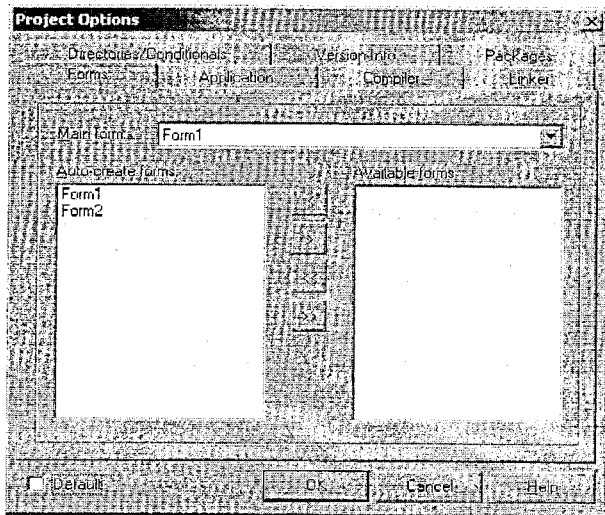 Project Options
Directories/Conditionals Version Info Packages
Forms Application Compiler Linker
Main form: Form1
Auto-create forms: Available forms:
Form1
Form2
>
>>
Default OK Cancel Help